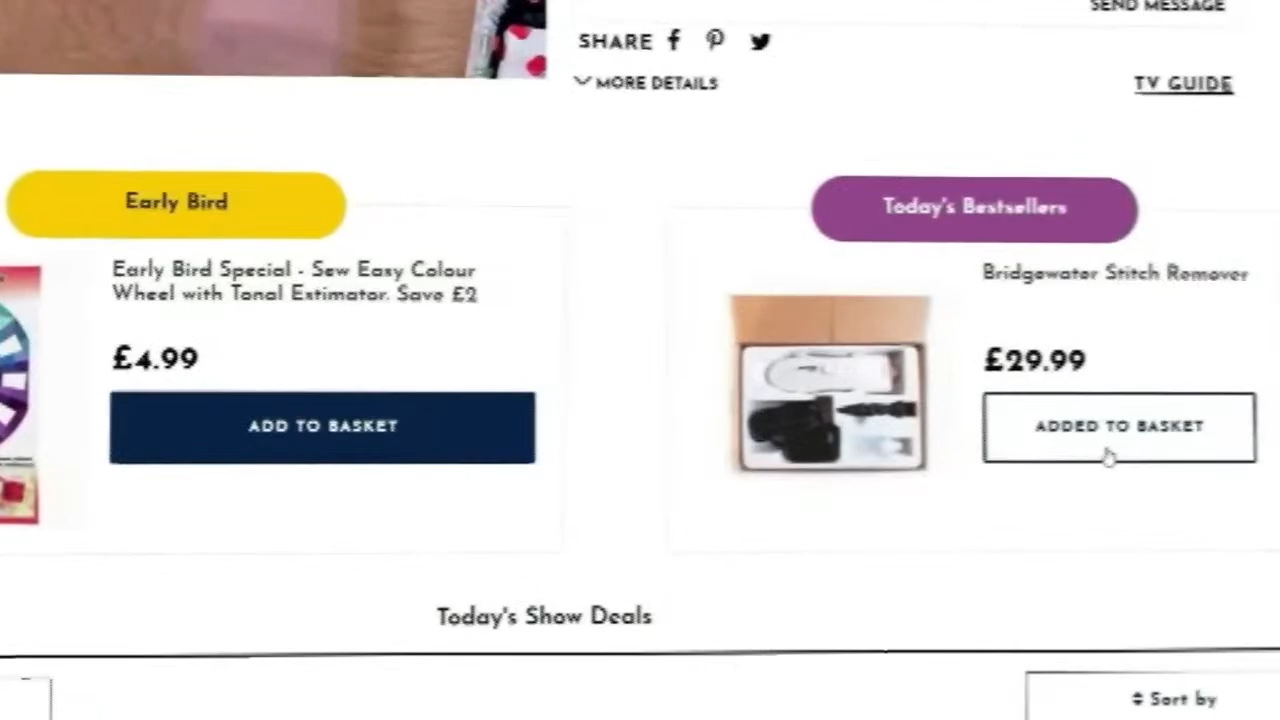 SEND MESSAGE
SHARE
MORE DETAILS
TV GUIDE
Early Bird
Early Bird Special - Sew Easy Colour
Wheel with Tonal Extimator. Save £2
£4.99
ADD TO BASKET
Today's Bestsellers
Bridgewater Stitch Remover
£29.99
ADDED TO BASKET
Today's Show Deals
Sort by